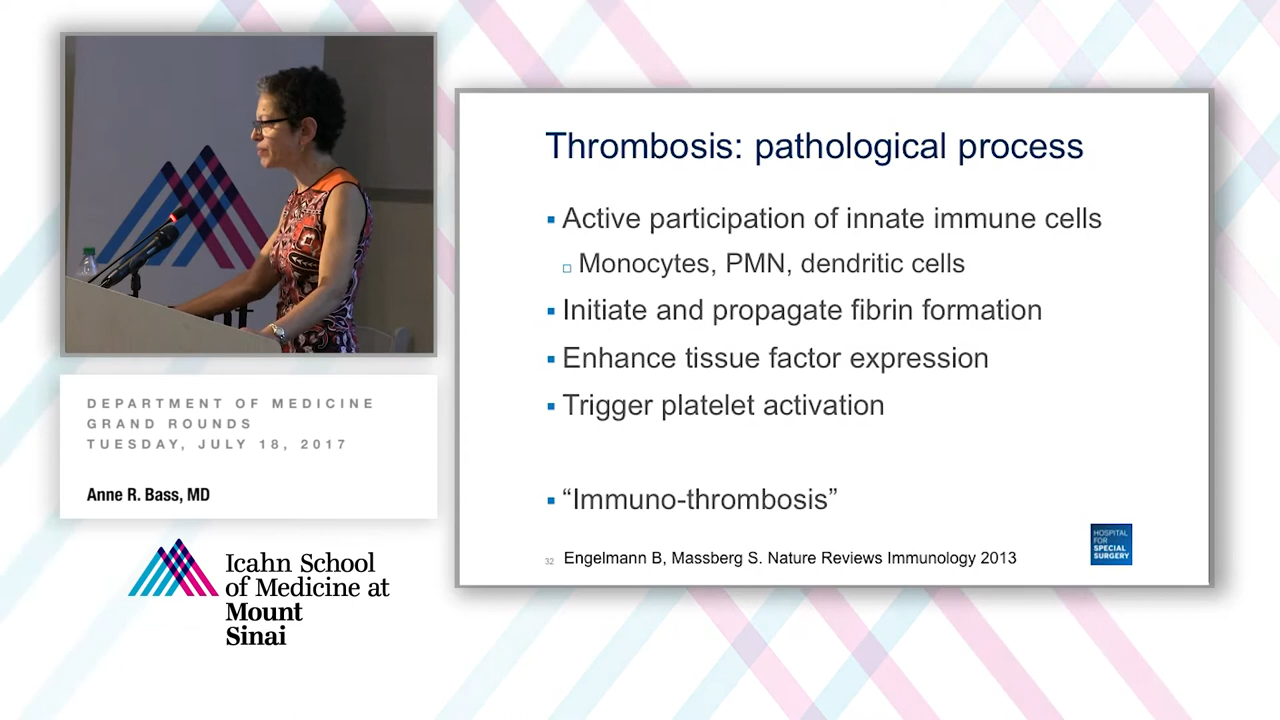 Thrombosis: pathological process
Active participation of innate immune cells
Monocytes, PMN, dendritic cells
Initiate and propagate fibrin formation
Enhance tissue factor expression
Trigger platelet activation
“Immuno-thrombosis”
32 Engelmann B, Massberg S. Nature Reviews Immunology 2013
HOSPITAL
FOR
SPECIAL
SURGERY
DEPARTMENT OF MEDICINE
GRAND ROUNDS
TUESDAY, JULY 18, 2017
Anne R. Bass, MD
Icahn School
of Medicine at
Mount
Sinai